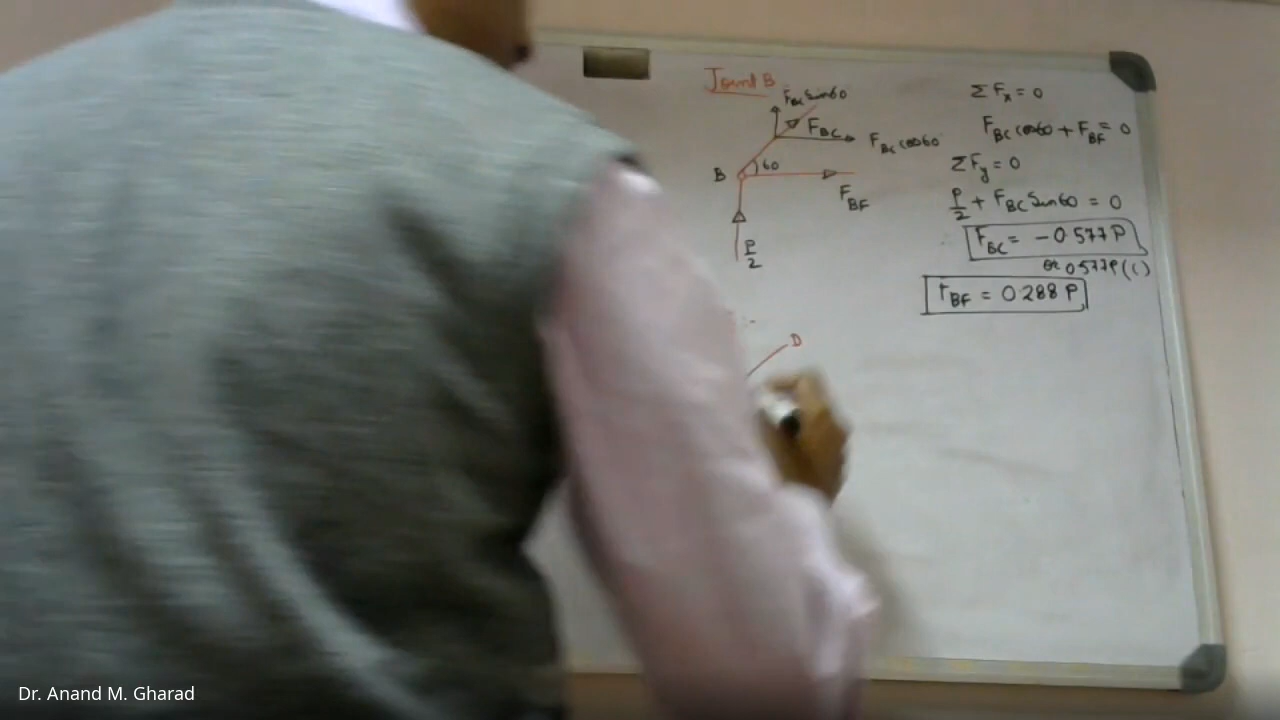 Joint B
F_BC Sin60
F_BC
F_BC cos60
B
60
F_BF
P/2
ΣF_x = 0
F_BC cos60 + F_BF = 0
ΣF_y = 0
P/2 + F_BC Sin60 = 0
F_BC = -0.577P
or 0.577P (C)
F_BF = 0.288 P
D
Dr. Anand M. Gharad